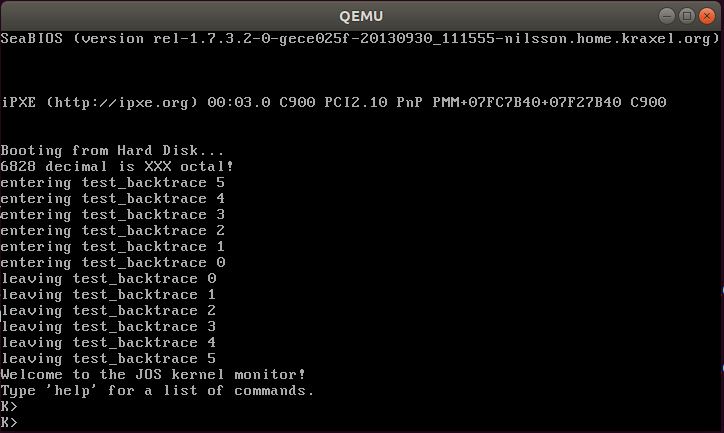 QEMU
SeaBIOS (version rel-1.7.3.2-0-gece025f-20130930_111555-nilsson.home.kraxel.org)
iPXE (http://ipxe.org) 00:03.0 C900 PCI2.10 PnP PMM+07FC7B40+07F27B40 C900
Booting from Hard Disk...
6828 decimal is XXX octal!
entering test_backtrace 5
entering test_backtrace 4
entering test_backtrace 3
entering test_backtrace 2
entering test_backtrace 1
entering test_backtrace 0
leaving test_backtrace 0
leaving test_backtrace 1
leaving test_backtrace 2
leaving test_backtrace 3
leaving test_backtrace 4
leaving test_backtrace 5
Welcome to the JOS kernel monitor!
Type 'help' for a list of commands.
K>
K>